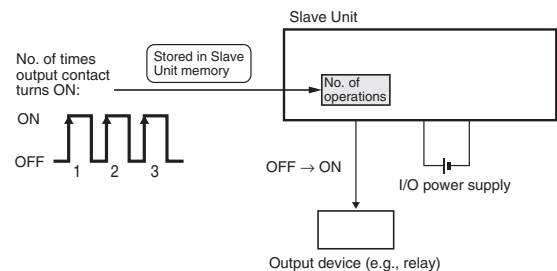 Slave Unit
No. of times
output contact
turns ON:
Stored in Slave
Unit memory
No. of
operations
ON
OFF
1 2 3
OFF → ON
I/O power supply
Output device (e.g., relay)